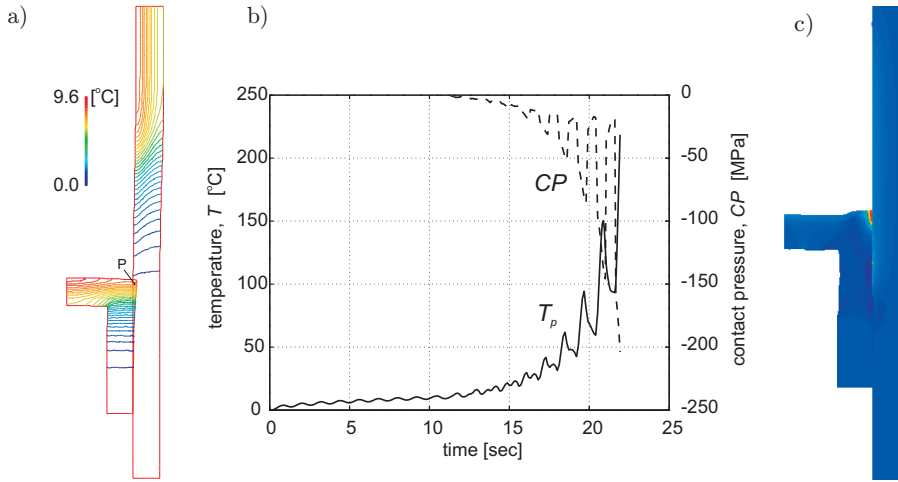 a)
9.6 [°C]
0.0
P
b)
250
200
150
100
50
0
temperature, T [°C]
0 5 10 15 20 25
time [sec]
CP
Tp
0
-50
-100
-150
-200
-250
contact pressure, CP [MPa]
c)